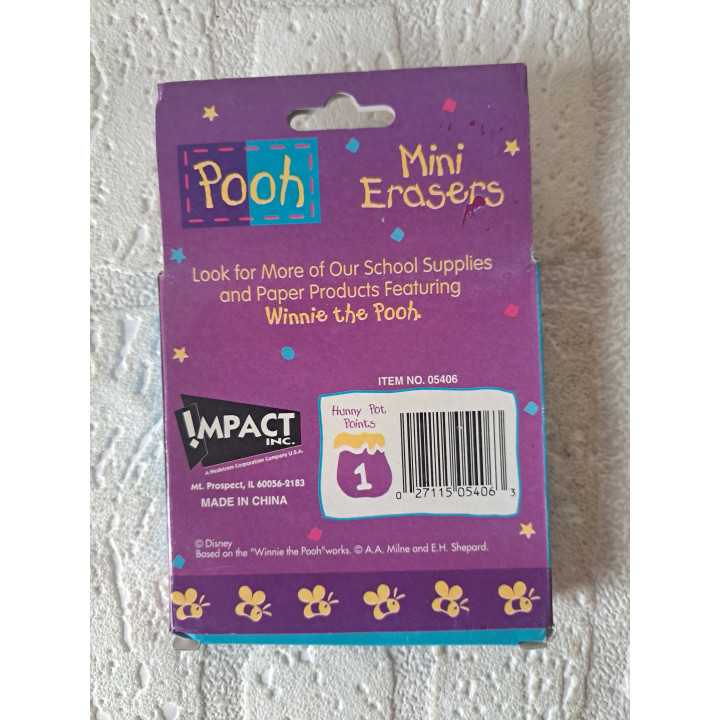 Pooh
Mini
Erasers
Look for More of Our School Supplies
and Paper Products Featuring
Winnie the Pooh.
ITEM NO. 05406
!MPACT
INC.
A Hedstrom Corporation Company U.S.A.
Mt. Prospect, IL 60056-2183
MADE IN CHINA
Hunny Pot
Points
1
0 27115 05406 3
© Disney
Based on the "Winnie the Pooh"works. © A.A. Milne and E.H. Shepard.